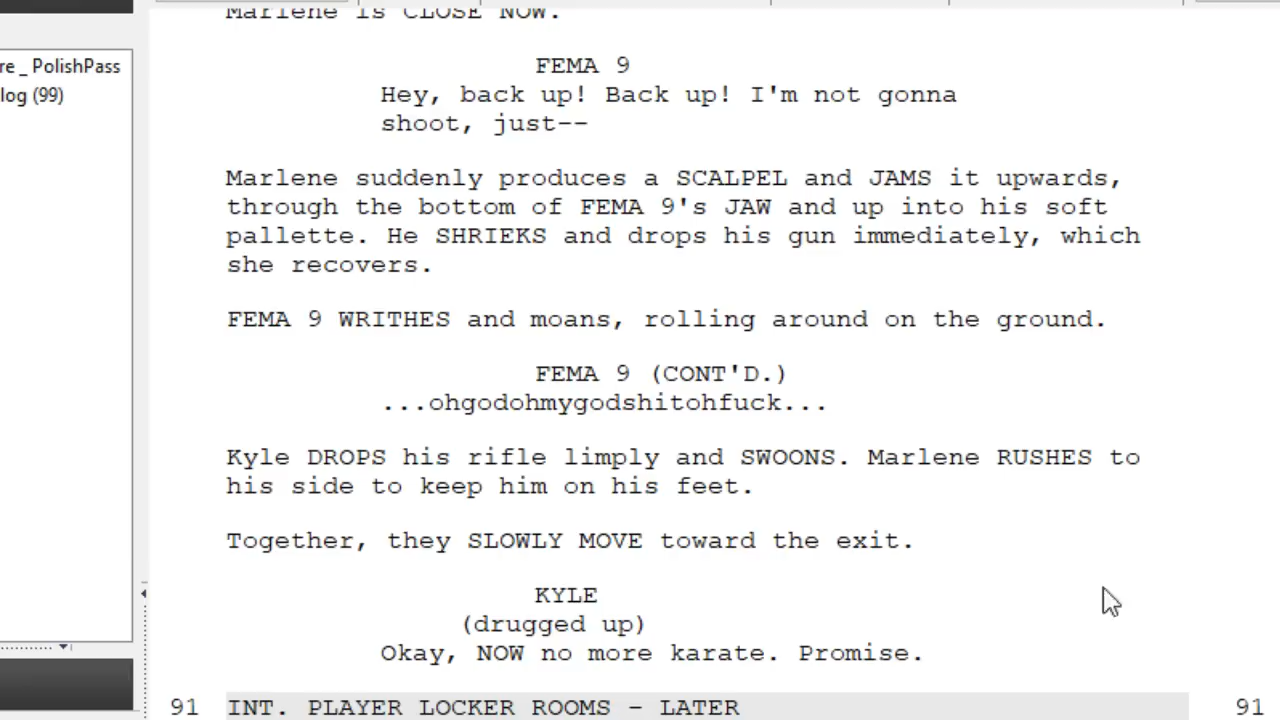 Marlene is CLOSE NOW.
re _ PolishPass
log (99)
FEMA 9
Hey, back up! Back up! I'm not gonna
shoot, just--
Marlene suddenly produces a SCALPEL and JAMS it upwards,
through the bottom of FEMA 9's JAW and up into his soft
pallette. He SHRIEKS and drops his gun immediately, which
she recovers.
FEMA 9 WRITHES and moans, rolling around on the ground.
FEMA 9 (CONT'D.)
...ohgodohmygodshitohfuck...
Kyle DROPS his rifle limply and SWOONS. Marlene RUSHES to
his side to keep him on his feet.
Together, they SLOWLY MOVE toward the exit.
KYLE
(drugged up)
Okay, NOW no more karate. Promise.
91 INT. PLAYER LOCKER ROOMS - LATER 91